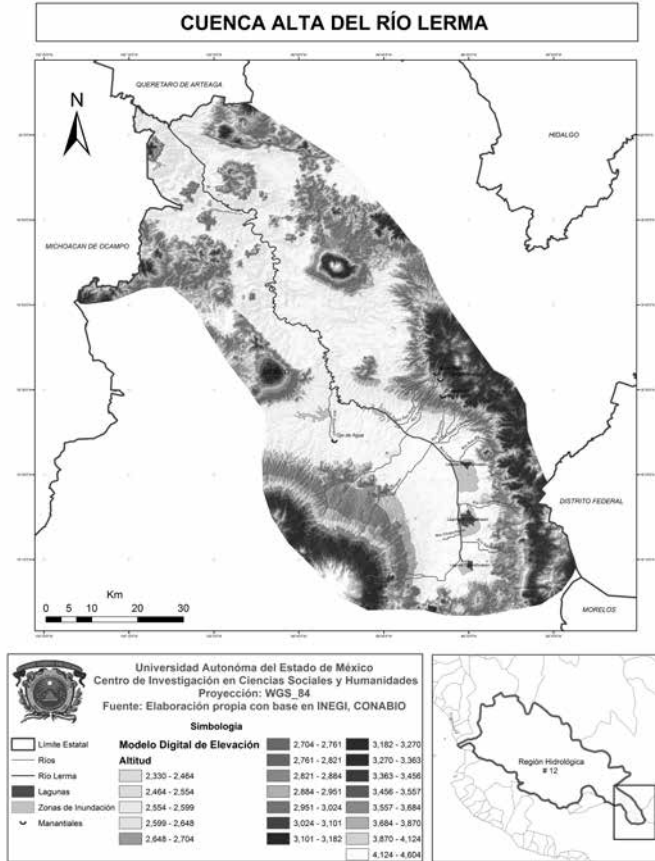 CUENCA ALTA DEL RÍO LERMA
QUERETARO DE ARTEAGA
N
HIDALGO
MICHOACAN DE OCAMPO
Ojo de Agua
DISTRITO FEDERAL
Km
0 5 10 20 30
MORELOS
Universidad Autonóma del Estado de México
Centro de Investigación en Ciencias Sociales y Humanidades
Proyección: WGS_84
Fuente: Elaboración propia con base en INEGI, CONABIO
Simbología
Límite Estatal
Ríos
Río Lerma
Lagunas
Zonas de Inundación
Manantiales
Modelo Digital de Elevación
Altitud
2,330 - 2,464
2,464 - 2,554
2,554 - 2,599
2,599 - 2,648
2,648 - 2,704
2,704 - 2,761
2,761 - 2,821
2,821 - 2,884
2,884 - 2,951
2,951 - 3,024
3,024 - 3,101
3,101 - 3,182
3,182 - 3,270
3,270 - 3,363
3,363 - 3,456
3,456 - 3,557
3,557 - 3,684
3,684 - 3,870
3,870 - 4,124
4,124 - 4,604
Región Hidrológica
# 12